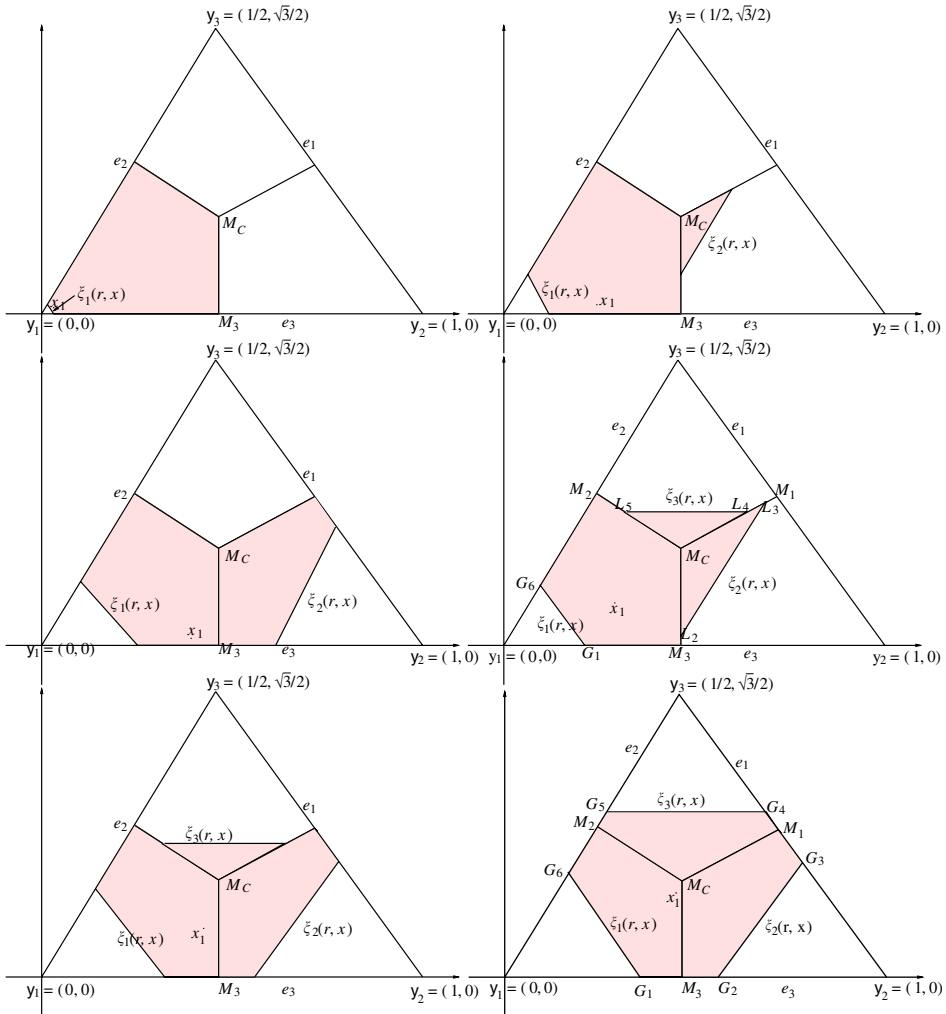 y₃ = (1/2, √3/2)
e₁
e₂
M_C
x₁
ξ₁(r, x)
y₁ = (0, 0)
M₃
e₃
y₂ = (1, 0)
y₃ = (1/2, √3/2)
e₁
e₂
M_C
ξ₂(r, x)
ξ₁(r, x)
x₁
y₁ = (0, 0)
M₃
e₃
y₂ = (1, 0)
y₃ = (1/2, √3/2)
e₁
e₂
M_C
ξ₁(r, x)
ξ₂(r, x)
x₁
y₁ = (0, 0)
M₃
e₃
y₂ = (1, 0)
y₃ = (1/2, √3/2)
e₂
e₁
M₂
ξ₃(r, x)
M₁
L₅
L₄
L₃
M_C
G₆
ξ₂(r, x)
x₁
ξ₁(r, x)
L₂
y₁ = (0, 0)
G₁
M₃
e₃
y₂ = (1, 0)
y₃ = (1/2, √3/2)
e₁
e₂
ξ₃(r, x)
M_C
ξ₁(r, x)
x₁
ξ₂(r, x)
y₁ = (0, 0)
M₃
e₃
y₂ = (1, 0)
y₃ = (1/2, √3/2)
e₂
e₁
G₅
ξ₃(r, x)
G₄
M₂
M₁
G₆
G₃
M_C
x₁
ξ₁(r, x)
ξ₂(r, x)
y₁ = (0, 0)
G₁
M₃
G₂
e₃
y₂ = (1, 0)